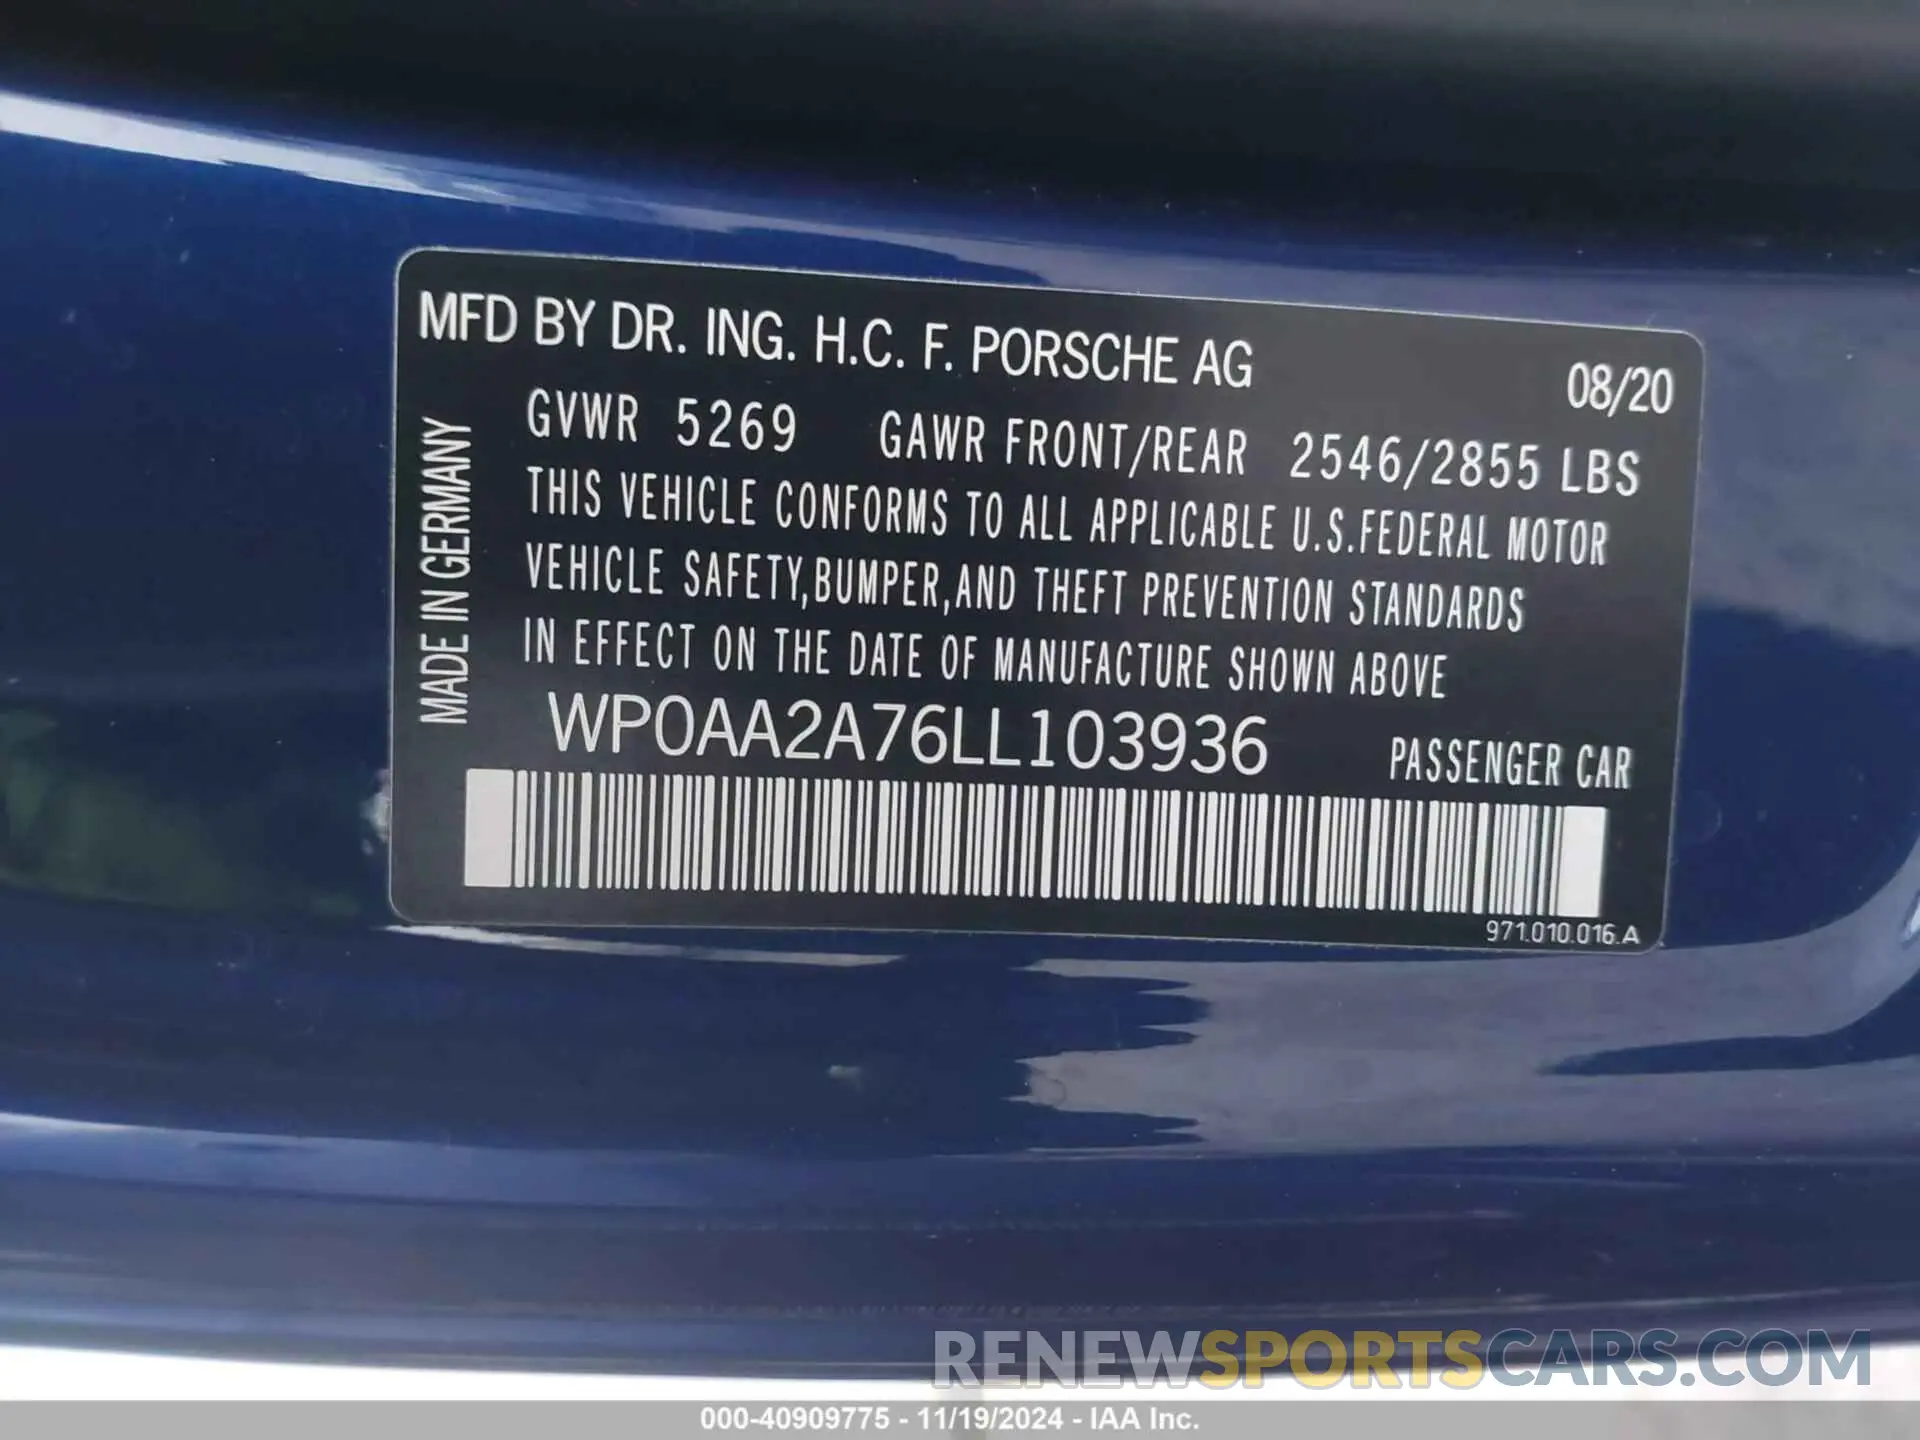 MFD BY DR. ING. H.C. F. PORSCHE AG
08/20
GVWR 5269 GAWR FRONT/REAR 2546/2855 LBS
THIS VEHICLE CONFORMS TO ALL APPLICABLE U.S.FEDERAL MOTOR
VEHICLE SAFETY,BUMPER,AND THEFT PREVENTION STANDARDS
IN EFFECT ON THE DATE OF MANUFACTURE SHOWN ABOVE
MADE IN GERMANY
WP0AA2A76LL103936
PASSENGER CAR
971.010.016.A
RENEWSPORTSCARS.COM
000-40909775 - 11/19/2024 - IAA Inc.